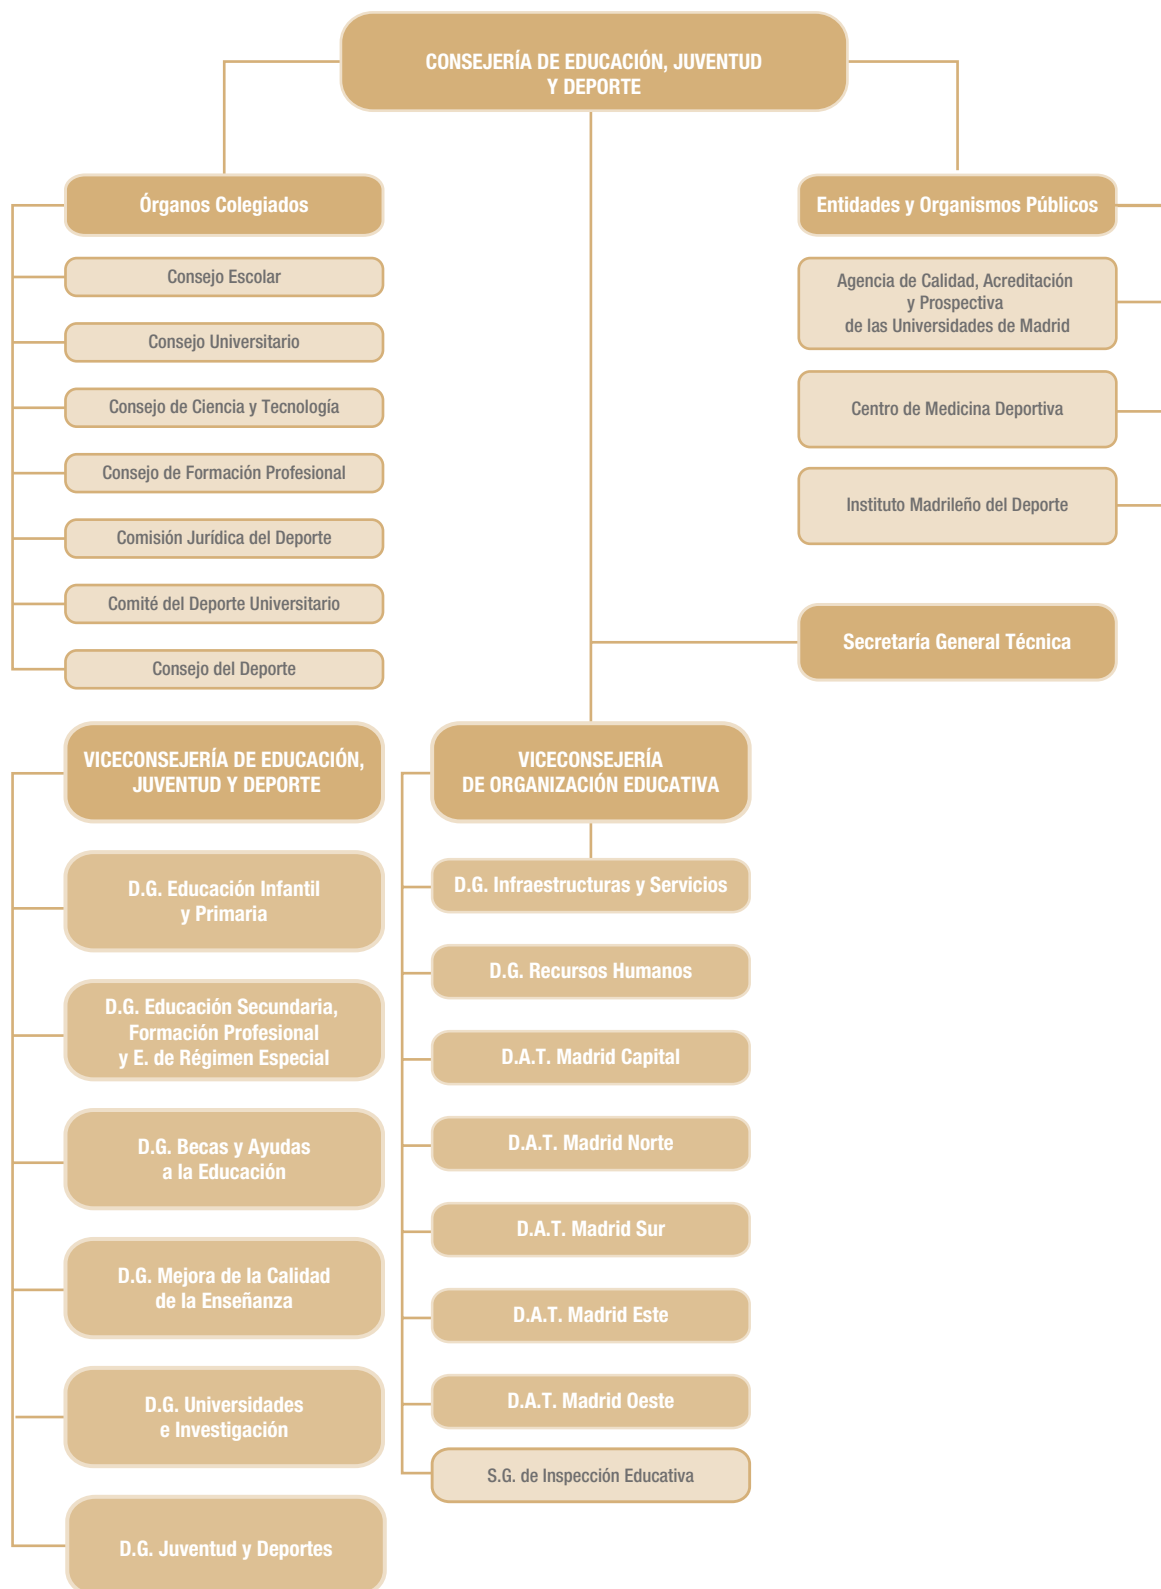 CONSEJERÍA DE EDUCACIÓN, JUVENTUD
Y DEPORTE
Órganos Colegiados
Consejo Escolar
Consejo Universitario
Consejo de Ciencia y Tecnología
Consejo de Formación Profesional
Comisión Jurídica del Deporte
Comité del Deporte Universitario
Consejo del Deporte
Entidades y Organismos Públicos
Agencia de Calidad, Acreditación
y Prospectiva
de las Universidades de Madrid
Centro de Medicina Deportiva
Instituto Madrileño del Deporte
Secretaría General Técnica
VICECONSEJERÍA DE EDUCACIÓN,
JUVENTUD Y DEPORTE
D.G. Educación Infantil
y Primaria
D.G. Educación Secundaria,
Formación Profesional
y E. de Régimen Especial
D.G. Becas y Ayudas
a la Educación
D.G. Mejora de la Calidad
de la Enseñanza
D.G. Universidades
e Investigación
D.G. Juventud y Deportes
VICECONSEJERÍA
DE ORGANIZACIÓN EDUCATIVA
D.G. Infraestructuras y Servicios
D.G. Recursos Humanos
D.A.T. Madrid Capital
D.A.T. Madrid Norte
D.A.T. Madrid Sur
D.A.T. Madrid Este
D.A.T. Madrid Oeste
S.G. de Inspección Educativa